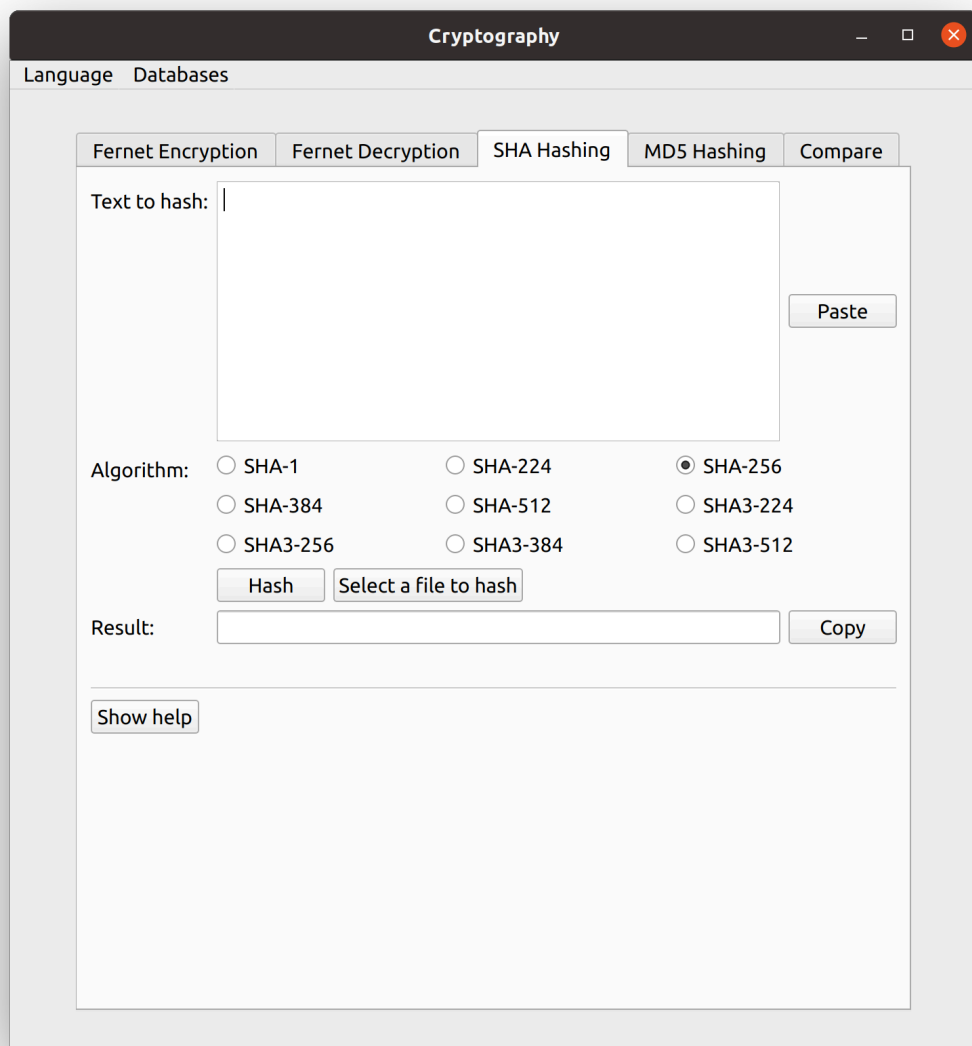 Cryptography
Language Databases
Fernet Encryption Fernet Decryption SHA Hashing MD5 Hashing Compare
Text to hash:
Paste
Algorithm: SHA-1 SHA-224 SHA-256
SHA-384 SHA-512 SHA3-224
SHA3-256 SHA3-384 SHA3-512
Hash Select a file to hash
Result: Copy
Show help